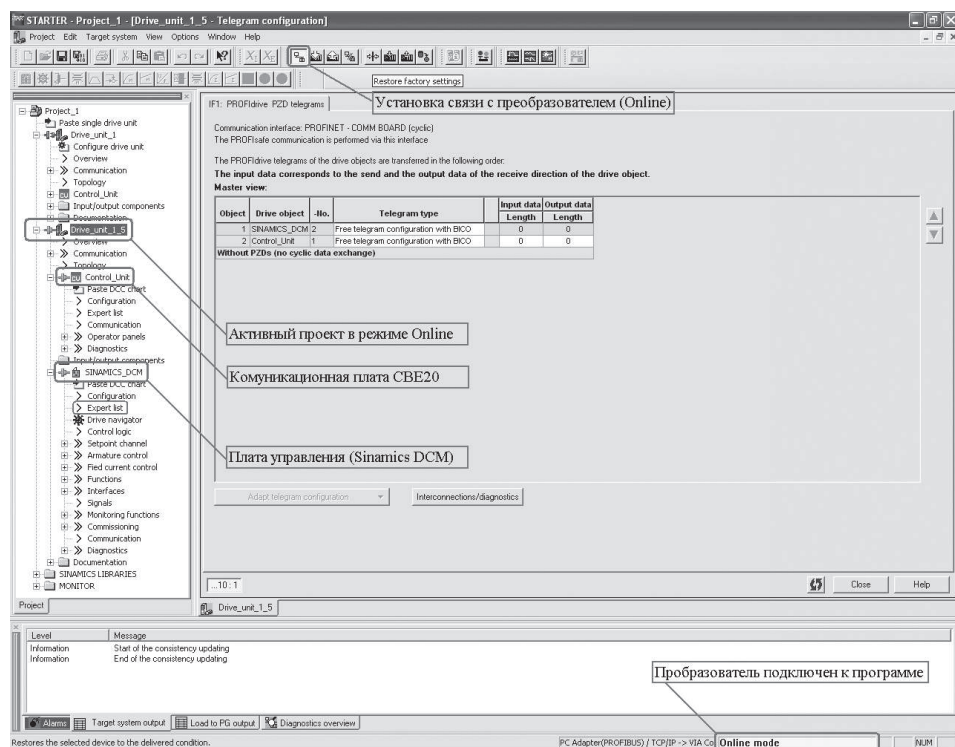 STARTER - Project_1 - [Drive_unit_1_5 - Telegram configuration]
Project Edit Target system View Options Window Help
Restore factory settings
Установка связи с преобразователем (Online)
Project_1
Paste single drive unit
Drive_unit_1
Configure drive unit
Overview
Communication
Topology
Control_Unit
Input/output components
Documentation
Drive_unit_1_5
Overview
Communication
Topology
Control_Unit
Paste DCC chart
Configuration
Expert list
Communication
Operator panels
Diagnostics
Input/output components
SINAMICS_DCM
Paste DCC chart
Configuration
Expert list
Drive navigator
Control logic
Setpoint channel
Armature control
Fied current control
Functions
Interfaces
Signals
Monitoring functions
Commissioning
Communication
Diagnostics
Documentation
SINAMICS LIBRARIES
MONITOR
Project
IF1: PROFIdrive PZD telegrams
Communication interface: PROFINET - COMM BOARD (cyclic)
The PROFIsafe communication is performed via this interface
The PROFIdrive telegrams of the drive objects are transferred in the following order:
The input data corresponds to the send and the output data of the receive direction of the drive object.
Master view:
Object Drive object -No. Telegram type Input data Output data
Length Length
1 SINAMICS_DCM 2 Free telegram configuration with BICO 0 0
2 Control_Unit 1 Free telegram configuration with BICO 0 0
Without PZDs (no cyclic data exchange)
Активный проект в режиме Online
Комуникационная плата CBE20
Плата управления (Sinamics DCM)
Adapt telegram configuration
Interconnections/diagnostics
...10 : 1
Close Help
Drive_unit_1_5
Level Message
Information Start of the consistency updating
Information End of the consistency updating
Пробразователь подключен к программе
Alarms Target system output Load to PG output Diagnostics overview
Restores the selected device to the delivered condition. PC Adapter(PROFIBUS) / TCP/IP -> VIA Co Online mode NUM